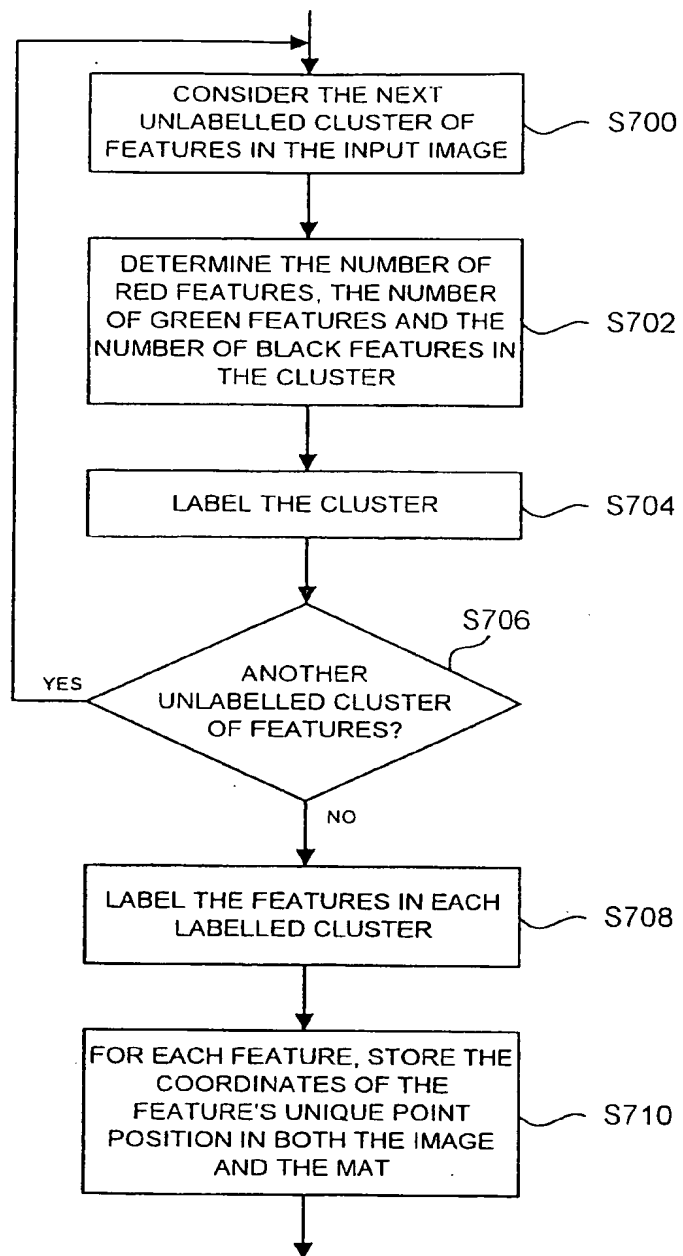 CONSIDER THE NEXT
UNLABELLED CLUSTER OF
FEATURES IN THE INPUT IMAGE
S700
DETERMINE THE NUMBER OF
RED FEATURES, THE NUMBER
OF GREEN FEATURES AND THE
NUMBER OF BLACK FEATURES IN
THE CLUSTER
S702
LABEL THE CLUSTER
S704
S706
ANOTHER
UNLABELLED CLUSTER
OF FEATURES?
YES
NO
LABEL THE FEATURES IN EACH
LABELLED CLUSTER
S708
FOR EACH FEATURE, STORE THE
COORDINATES OF THE
FEATURE'S UNIQUE POINT
POSITION IN BOTH THE IMAGE
AND THE MAT
S710